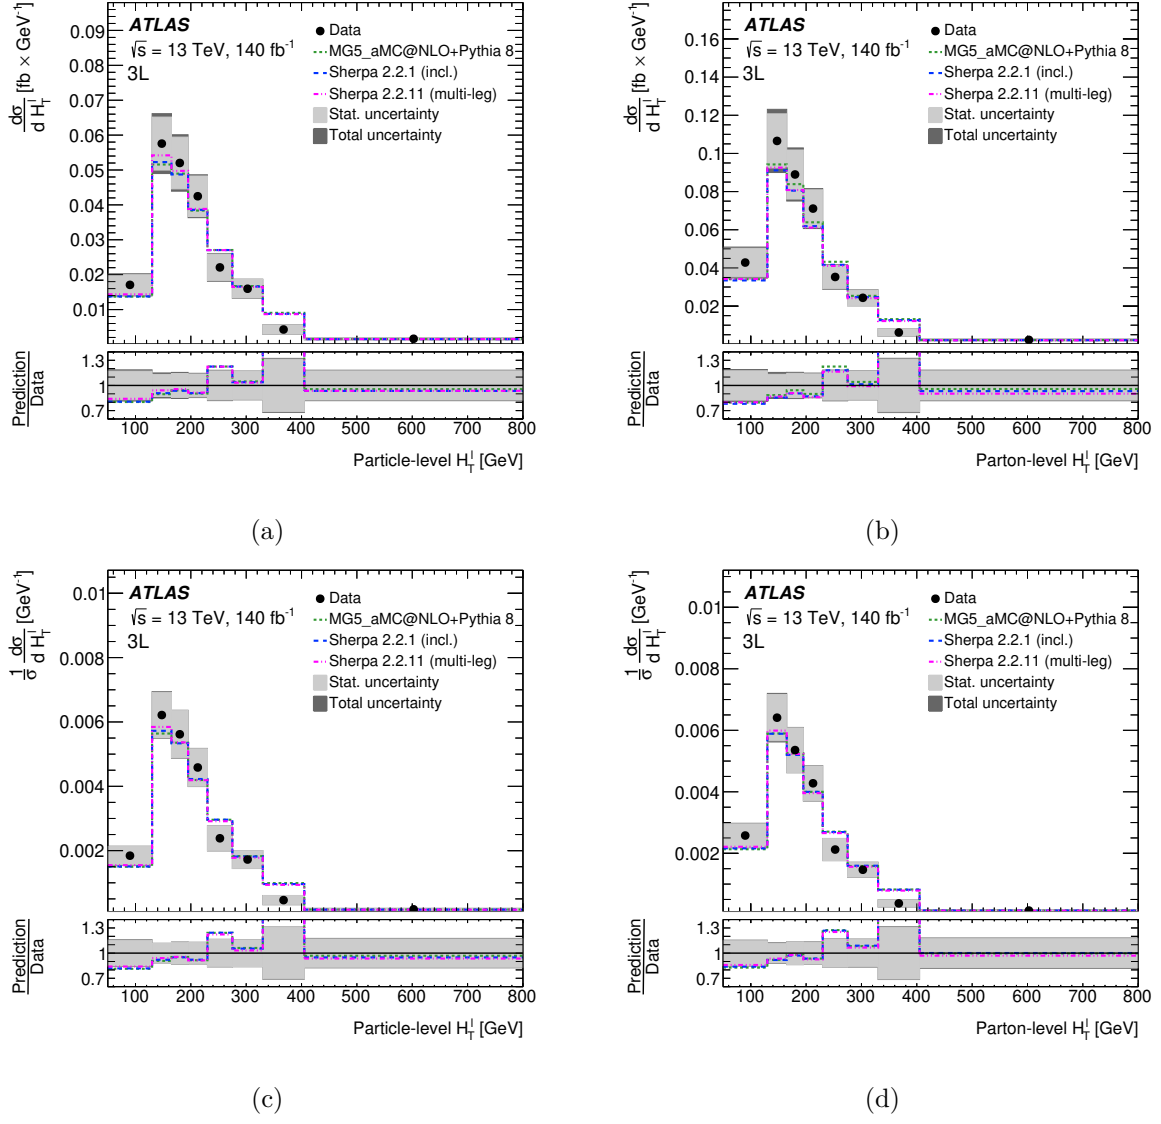 ATLAS
√s = 13 TeV, 140 fb⁻¹
3L
Data
MG5_aMC@NLO+Pythia 8
Sherpa 2.2.1 (incl.)
Sherpa 2.2.11 (multi-leg)
Stat. uncertainty
Total uncertainty
dσ/d H_T^l [fb × GeV⁻¹]
0.09
0.08
0.07
0.06
0.05
0.04
0.03
0.02
0.01
Prediction/Data
1.3
1
0.7
100 200 300 400 500 600 700 800
Particle-level H_T^l [GeV]
(a)
ATLAS
√s = 13 TeV, 140 fb⁻¹
3L
Data
MG5_aMC@NLO+Pythia 8
Sherpa 2.2.1 (incl.)
Sherpa 2.2.11 (multi-leg)
Stat. uncertainty
Total uncertainty
dσ/d H_T^l [fb × GeV⁻¹]
0.18
0.16
0.14
0.12
0.1
0.08
0.06
0.04
0.02
Prediction/Data
1.3
1
0.7
100 200 300 400 500 600 700 800
Parton-level H_T^l [GeV]
(b)
ATLAS
√s = 13 TeV, 140 fb⁻¹
3L
Data
MG5_aMC@NLO+Pythia 8
Sherpa 2.2.1 (incl.)
Sherpa 2.2.11 (multi-leg)
Stat. uncertainty
Total uncertainty
1/σ dσ/d H_T^l [GeV⁻¹]
0.01
0.008
0.006
0.004
0.002
Prediction/Data
1.3
1
0.7
100 200 300 400 500 600 700 800
Particle-level H_T^l [GeV]
(c)
ATLAS
√s = 13 TeV, 140 fb⁻¹
3L
Data
MG5_aMC@NLO+Pythia 8
Sherpa 2.2.1 (incl.)
Sherpa 2.2.11 (multi-leg)
Stat. uncertainty
Total uncertainty
1/σ dσ/d H_T^l [GeV⁻¹]
0.01
0.008
0.006
0.004
0.002
Prediction/Data
1.3
1
0.7
100 200 300 400 500 600 700 800
Parton-level H_T^l [GeV]
(d)